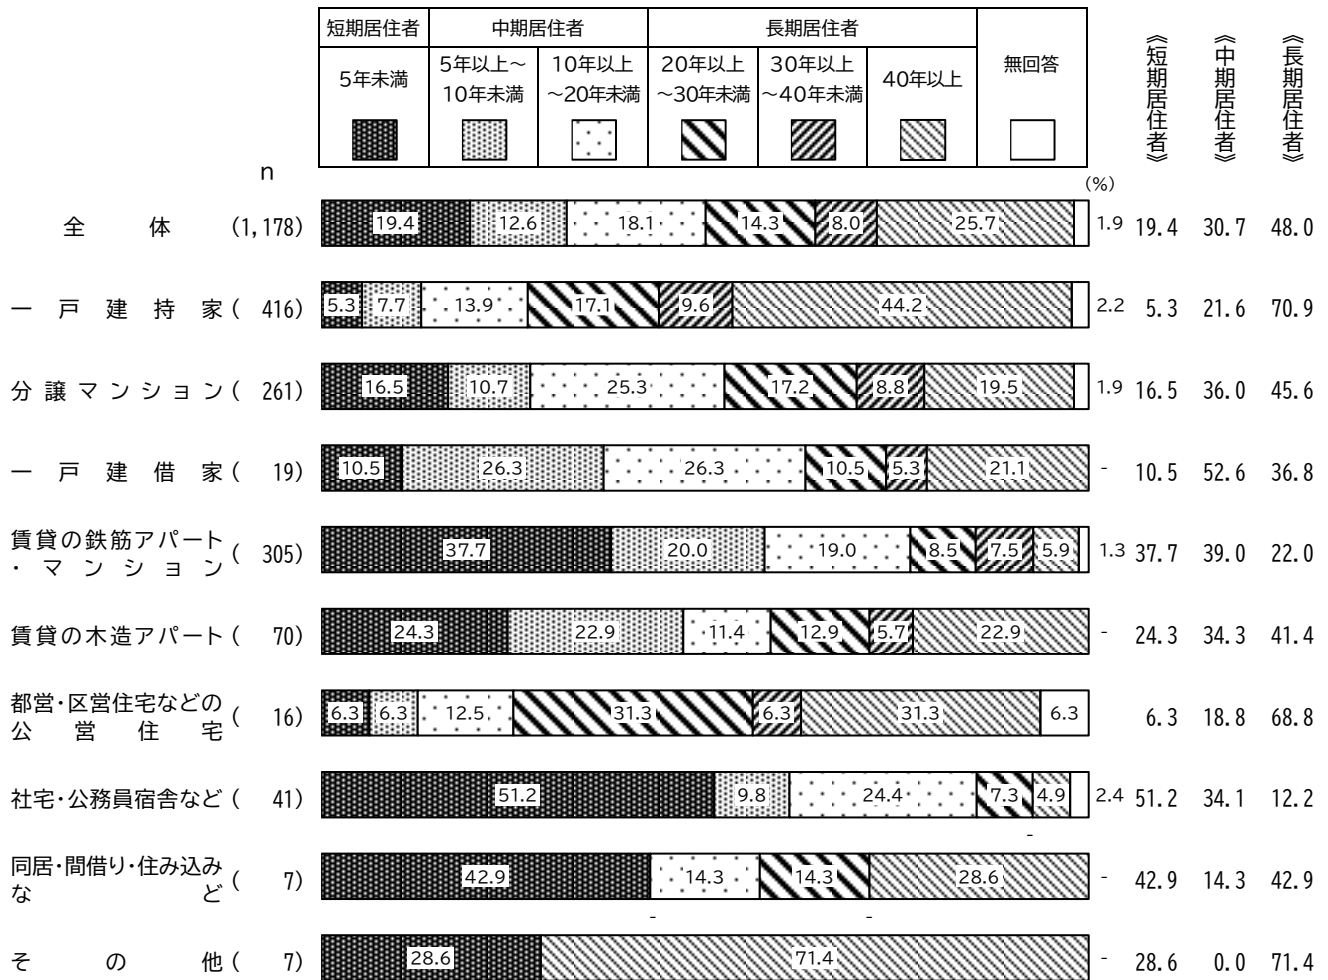 短期居住者 中期居住者 長期居住者 無回答 《短期居住者》 《中期居住者》 《長期居住者》
5年未満 5年以上～ 10年以上 20年以上 30年以上 40年以上
10年未満 ～20年未満 ～30年未満 ～40年未満
n
(%)
全体 (1,178) 19.4 12.6 18.1 14.3 8.0 25.7 1.9 19.4 30.7 48.0
一戸建持家 ( 416) 5.3 7.7 13.9 17.1 9.6 44.2 2.2 5.3 21.6 70.9
分譲マンション ( 261) 16.5 10.7 25.3 17.2 8.8 19.5 1.9 16.5 36.0 45.6
一戸建借家 ( 19) 10.5 26.3 26.3 10.5 5.3 21.1 - 10.5 52.6 36.8
賃貸の鉄筋アパート
・マンション ( 305) 37.7 20.0 19.0 8.5 7.5 5.9 1.3 37.7 39.0 22.0
賃貸の木造アパート ( 70) 24.3 22.9 11.4 12.9 5.7 22.9 - 24.3 34.3 41.4
都営・区営住宅などの
公営住宅 ( 16) 6.3 6.3 12.5 31.3 6.3 31.3 6.3 6.3 18.8 68.8
社宅・公務員宿舎など ( 41) 51.2 9.8 24.4 7.3 4.9 2.4 51.2 34.1 12.2
-
同居・間借り・住み込み
など ( 7) 42.9 14.3 14.3 28.6 - 42.9 14.3 42.9
- -
その他 ( 7) 28.6 71.4 - 28.6 0.0 71.4